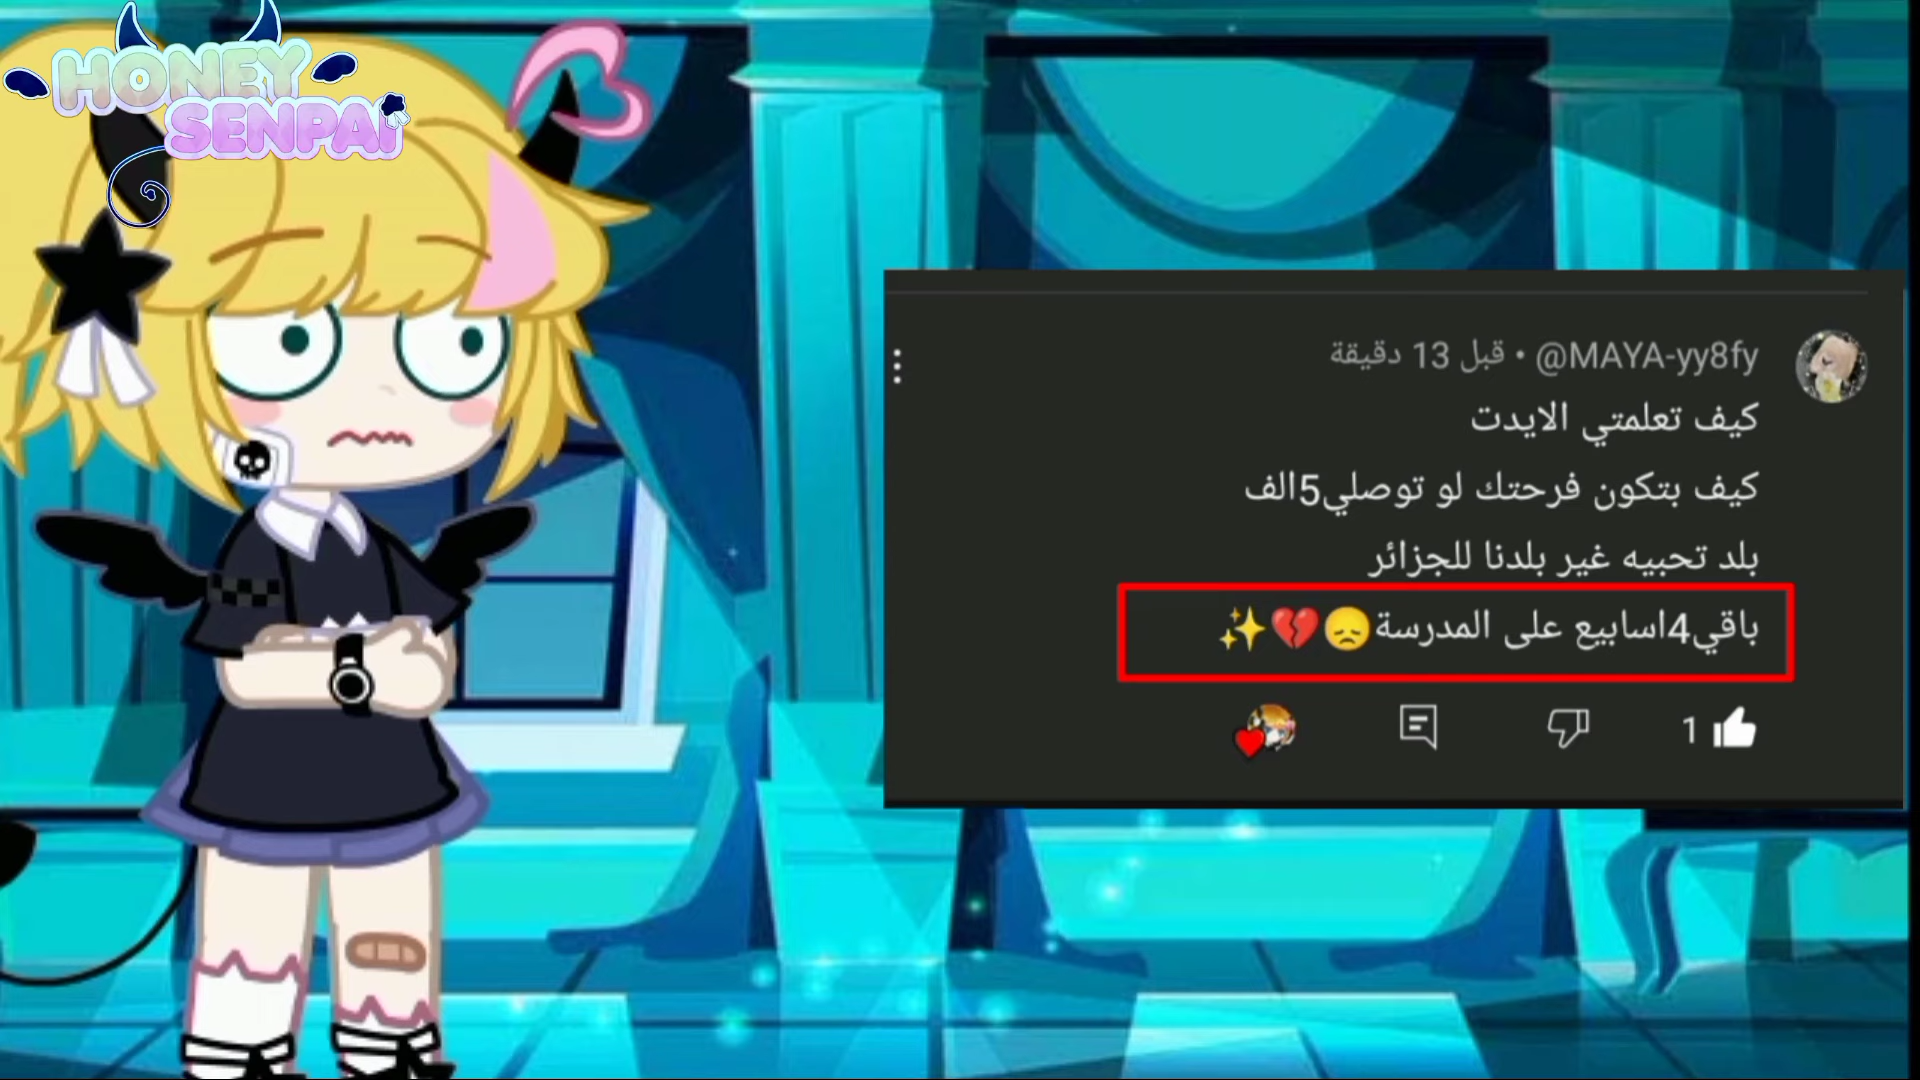 HONEY
SENPAI
@MAYA-yy8fy • قبل 13 دقيقة
كيف تعلمتي الايدت
كيف بتكون فرحتك لو توصلي5الف
بلد تحبيه غير بلدنا للجزائر
باقي4اسابيع على المدرسة😞💔✨
1